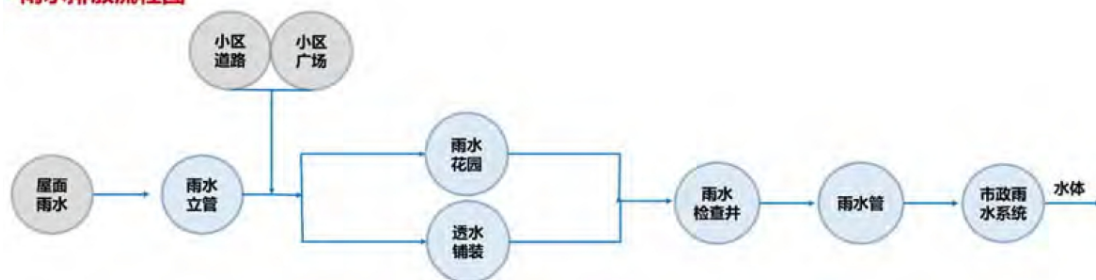 小区
道路
小区
广场
屋面
雨水
雨水
立管
雨水
花园
透水
铺装
雨水
检查井
雨水管
市政雨
水系统
水体